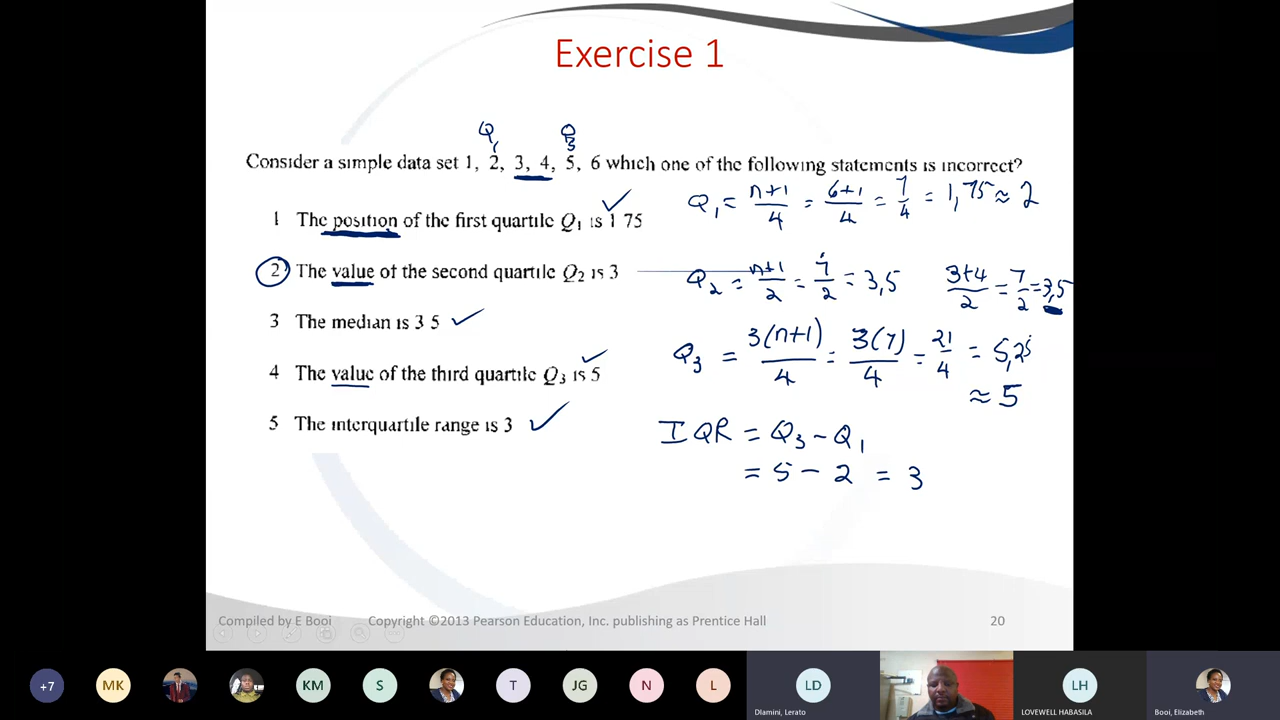 Exercise 1
Q1 Q3
Consider a simple data set 1, 2, 3, 4, 5, 6 which one of the following statements is incorrect?
Q1 = n+1/4 = 6+1/4 = 7/4 = 1,75 ≈ 2
1 The position of the first quartile Q1 is 1 75
2 The value of the second quartile Q2 is 3
Q2 = n+1/2 = 7/2 = 3,5 3+4/2 = 7/2 = 3,5
3 The median is 3 5
Q3 = 3(n+1)/4 = 3(7)/4 = 21/4 = 5,25
4 The value of the third quartile Q3 is 5
≈ 5
5 The interquartile range is 3
IQR = Q3 - Q1
= 5 - 2 = 3
Compiled by E Booi Copyright ©2013 Pearson Education, Inc. publishing as Prentice Hall 20
+7 MK KM S T JG N L LD LH
Dlamini, Lerato LOVEWELL HABASILA Booi, Elizabeth